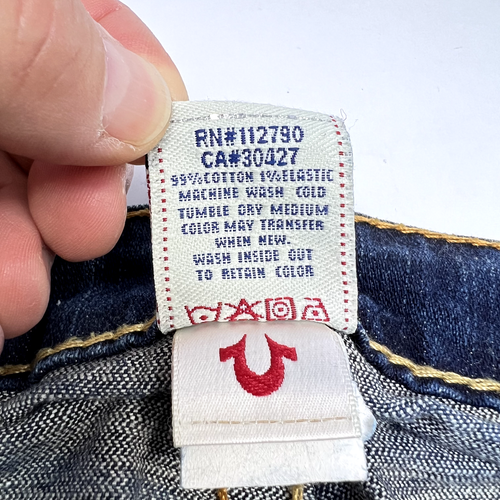 RN#112790
CA#30427
99%COTTON 1%ELASTIC
MACHINE WASH COLD
TUMBLE DRY MEDIUM
COLOR MAY TRANSFER
WHEN NEW.
WASH INSIDE OUT
TO RETAIN COLOR